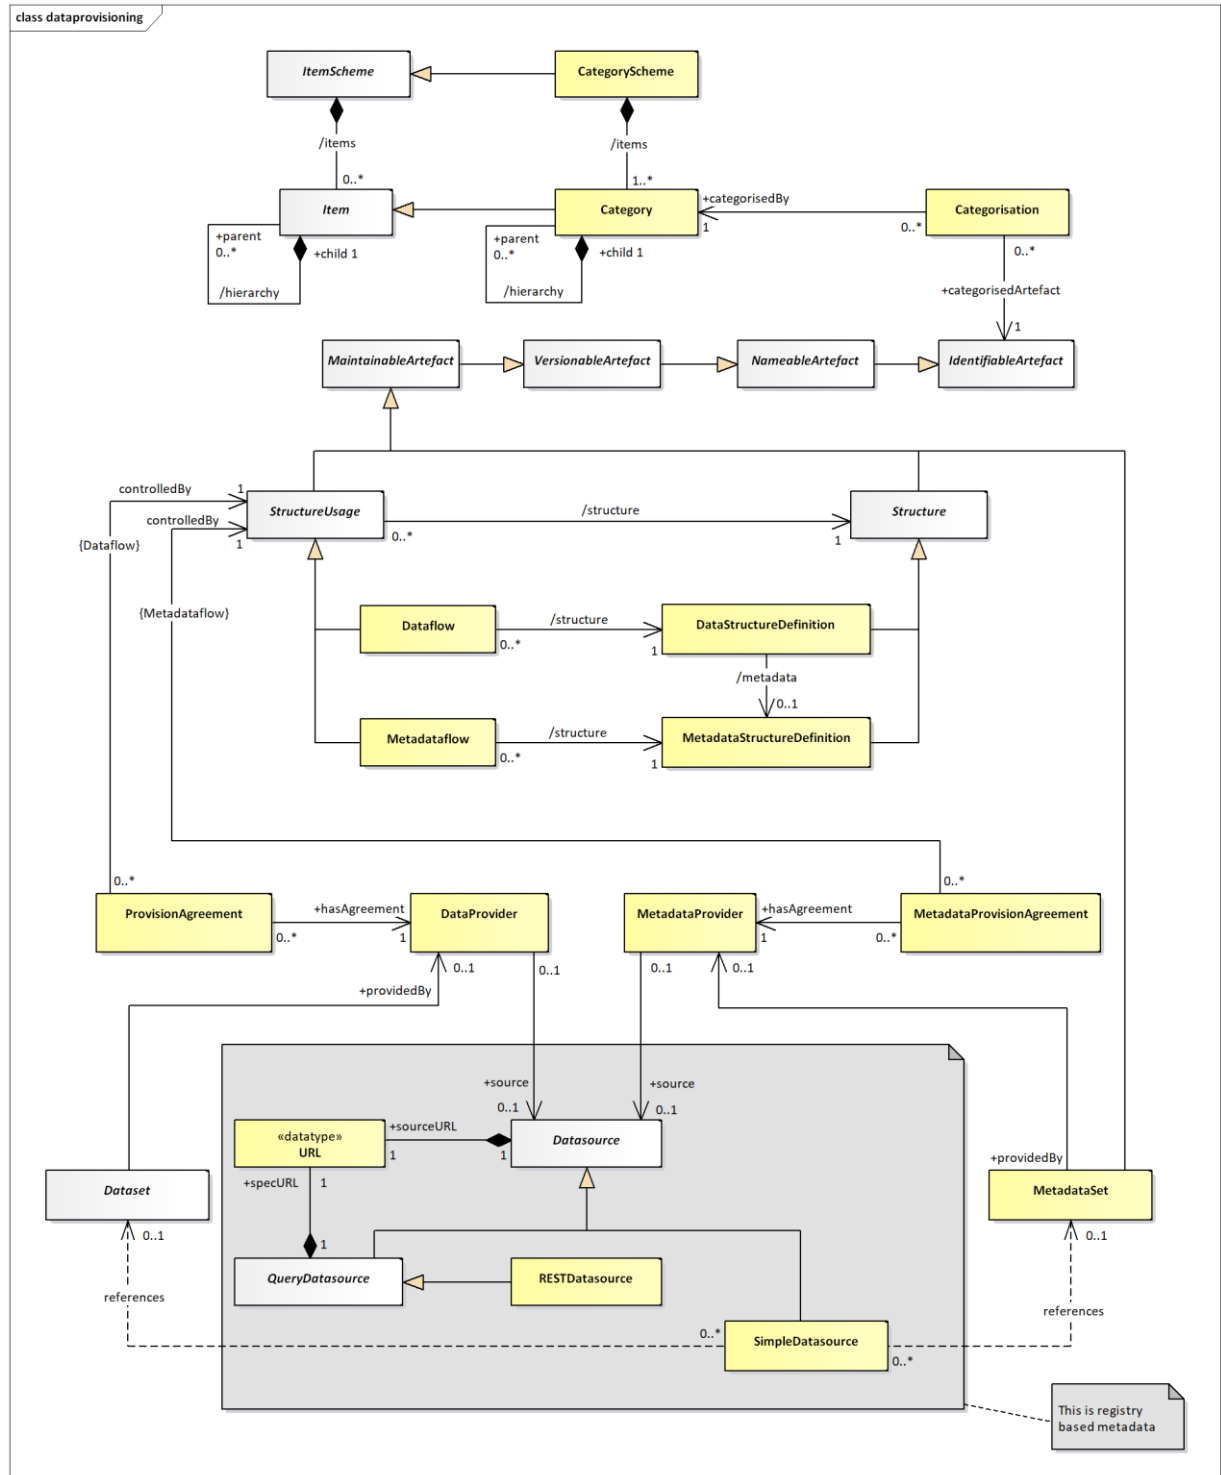 class dataprovisioning
ItemScheme
CategoryScheme
/items
/items
0..*
1..*
Item
Category
+categorisedBy
1
0..*
Categorisation
+parent
0..*
+child 1
/hierarchy
+parent
0..*
+child 1
/hierarchy
0..*
+categorisedArtefact
1
MaintainableArtefact
VersionableArtefact
NameableArtefact
IdentifiableArtefact
controlledBy
1
StructureUsage
/structure
0..*
1
Structure
controlledBy
1
{Dataflow}
{Metadataflow}
Dataflow
/structure
0..*
1
DataStructureDefinition
/metadata
0..1
Metadataflow
/structure
0..*
1
MetadataStructureDefinition
0..*
0..*
ProvisionAgreement
+hasAgreement
0..*
1
DataProvider
MetadataProvider
+hasAgreement
1
0..*
MetadataProvisionAgreement
0..1
0..1
0..1
0..1
+providedBy
+source
0..1
+source
0..1
«datatype»
URL
+sourceURL
1
1
Datasource
+specURL
1
+providedBy
Dataset
MetadataSet
0..1
1
0..1
QueryDatasource
RESTDatasource
references
references
0..*
SimpleDatasource
0..*
This is registry
based metadata